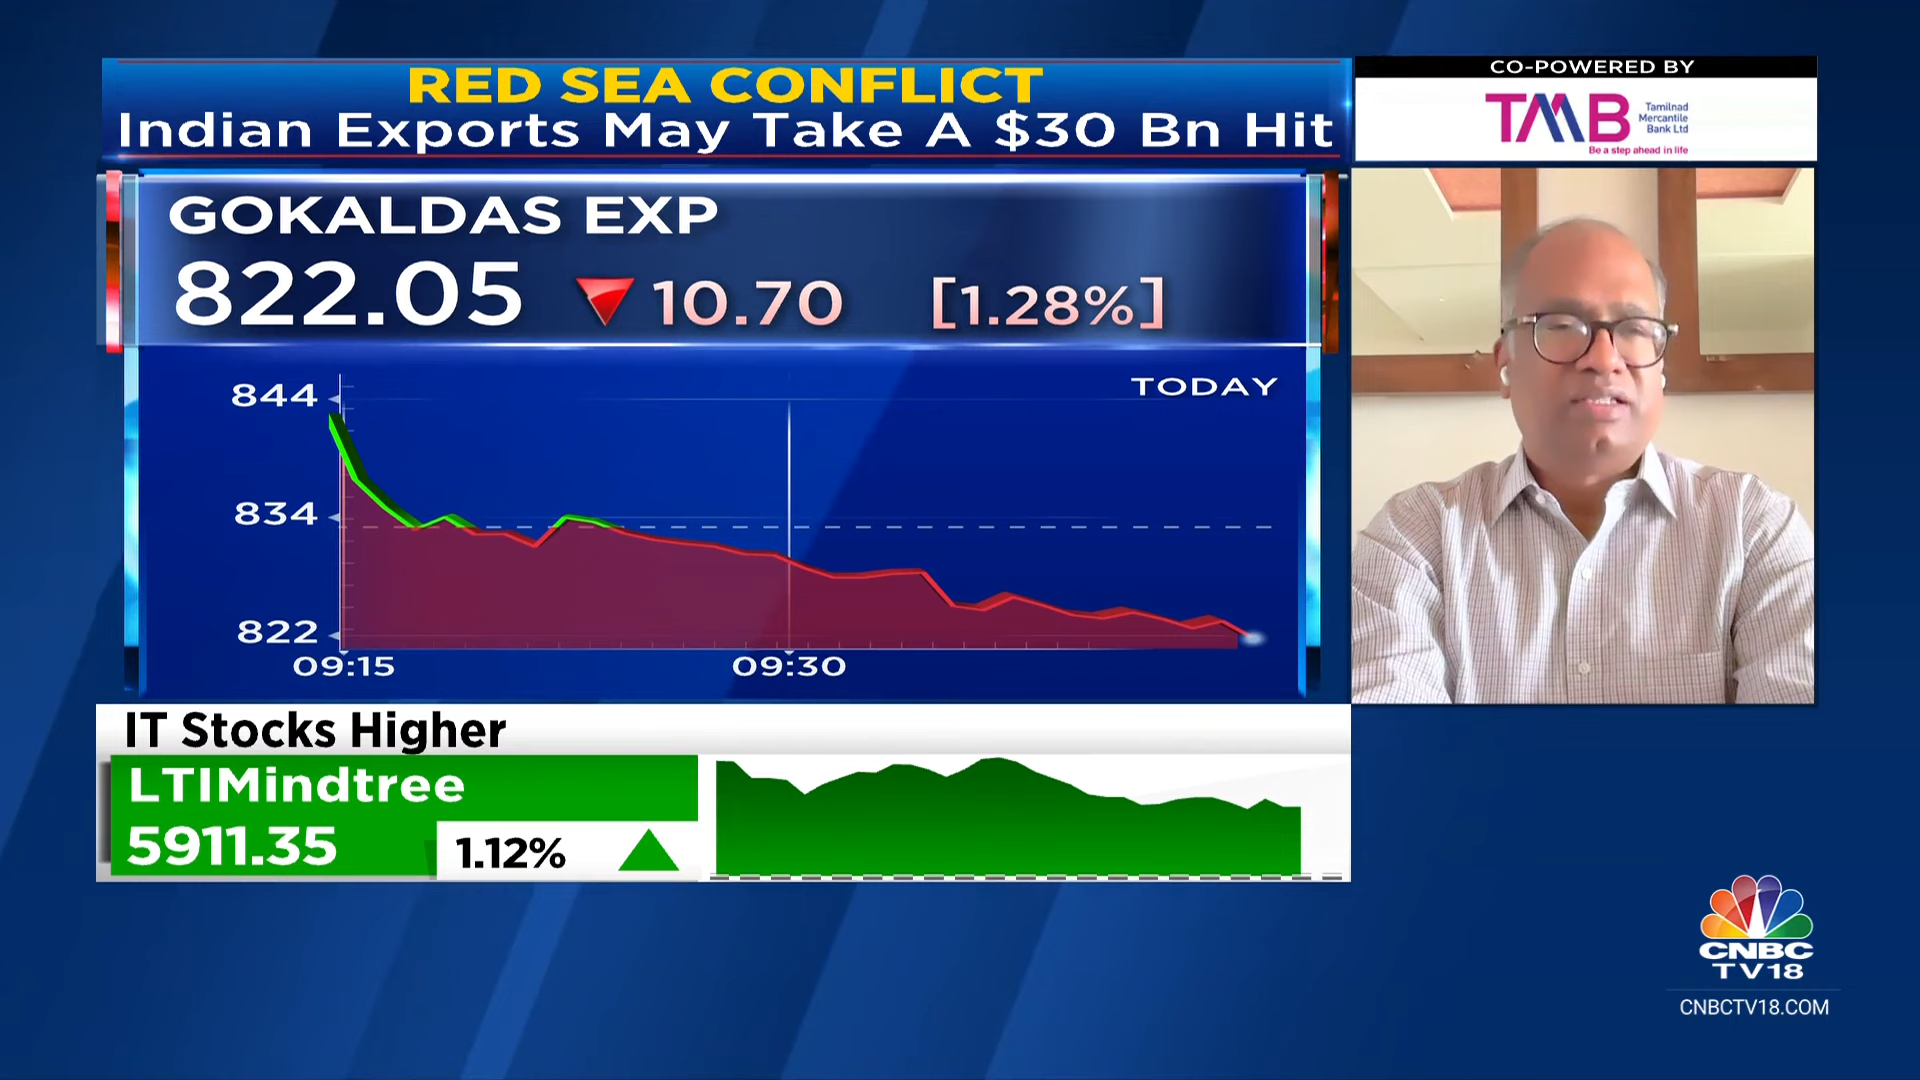 RED SEA CONFLICT
Indian Exports May Take A $30 Bn Hit
CO-POWERED BY
TMB
Tamilnad
Mercantile
Bank Ltd
Be a step ahead in life
GOKALDAS EXP
822.05 ▼ 10.70 [1.28%]
TODAY
844
834
822
09:15 09:30
IT Stocks Higher
LTIMindtree
5911.35 1.12% ▲
CNBC
TV18
CNBCTV18.COM